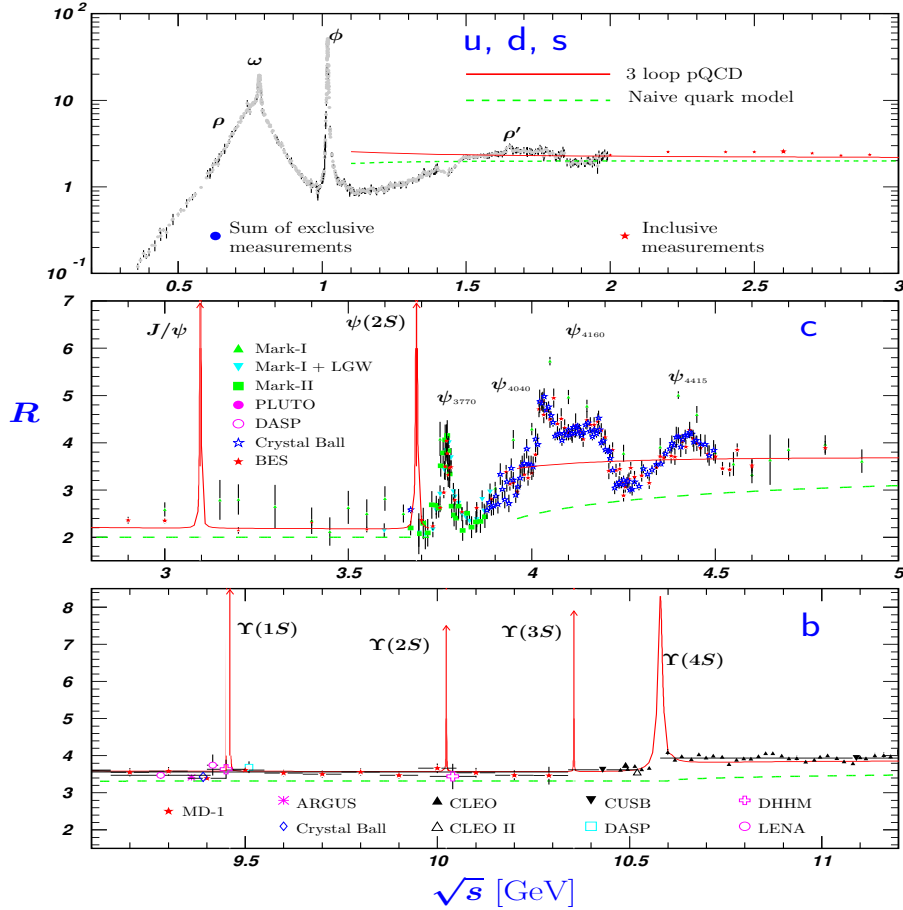 10 ²
u, d, s
ϕ
ω
3 loop pQCD
10
Naive quark model
ρ
ρ′
1
Sum of exclusive
measurements
Inclusive
measurements
10 -1
0.5 1 1.5 2 2.5 3
7
J/ψ
ψ(2S)
ψ4160
c
6
Mark-I
Mark-I + LGW
Mark-II
PLUTO
DASP
Crystal Ball
BES
ψ3770
ψ4040
ψ4415
5
R
4
3
2
3 3.5 4 4.5 5
8
Υ(1S)
Υ(2S)
Υ(3S)
Υ(4S)
b
7
6
5
4
3
MD-1
ARGUS
CLEO
CUSB
DHHM
Crystal Ball
CLEO II
DASP
LENA
2
9.5 10 10.5 11
√s [GeV]